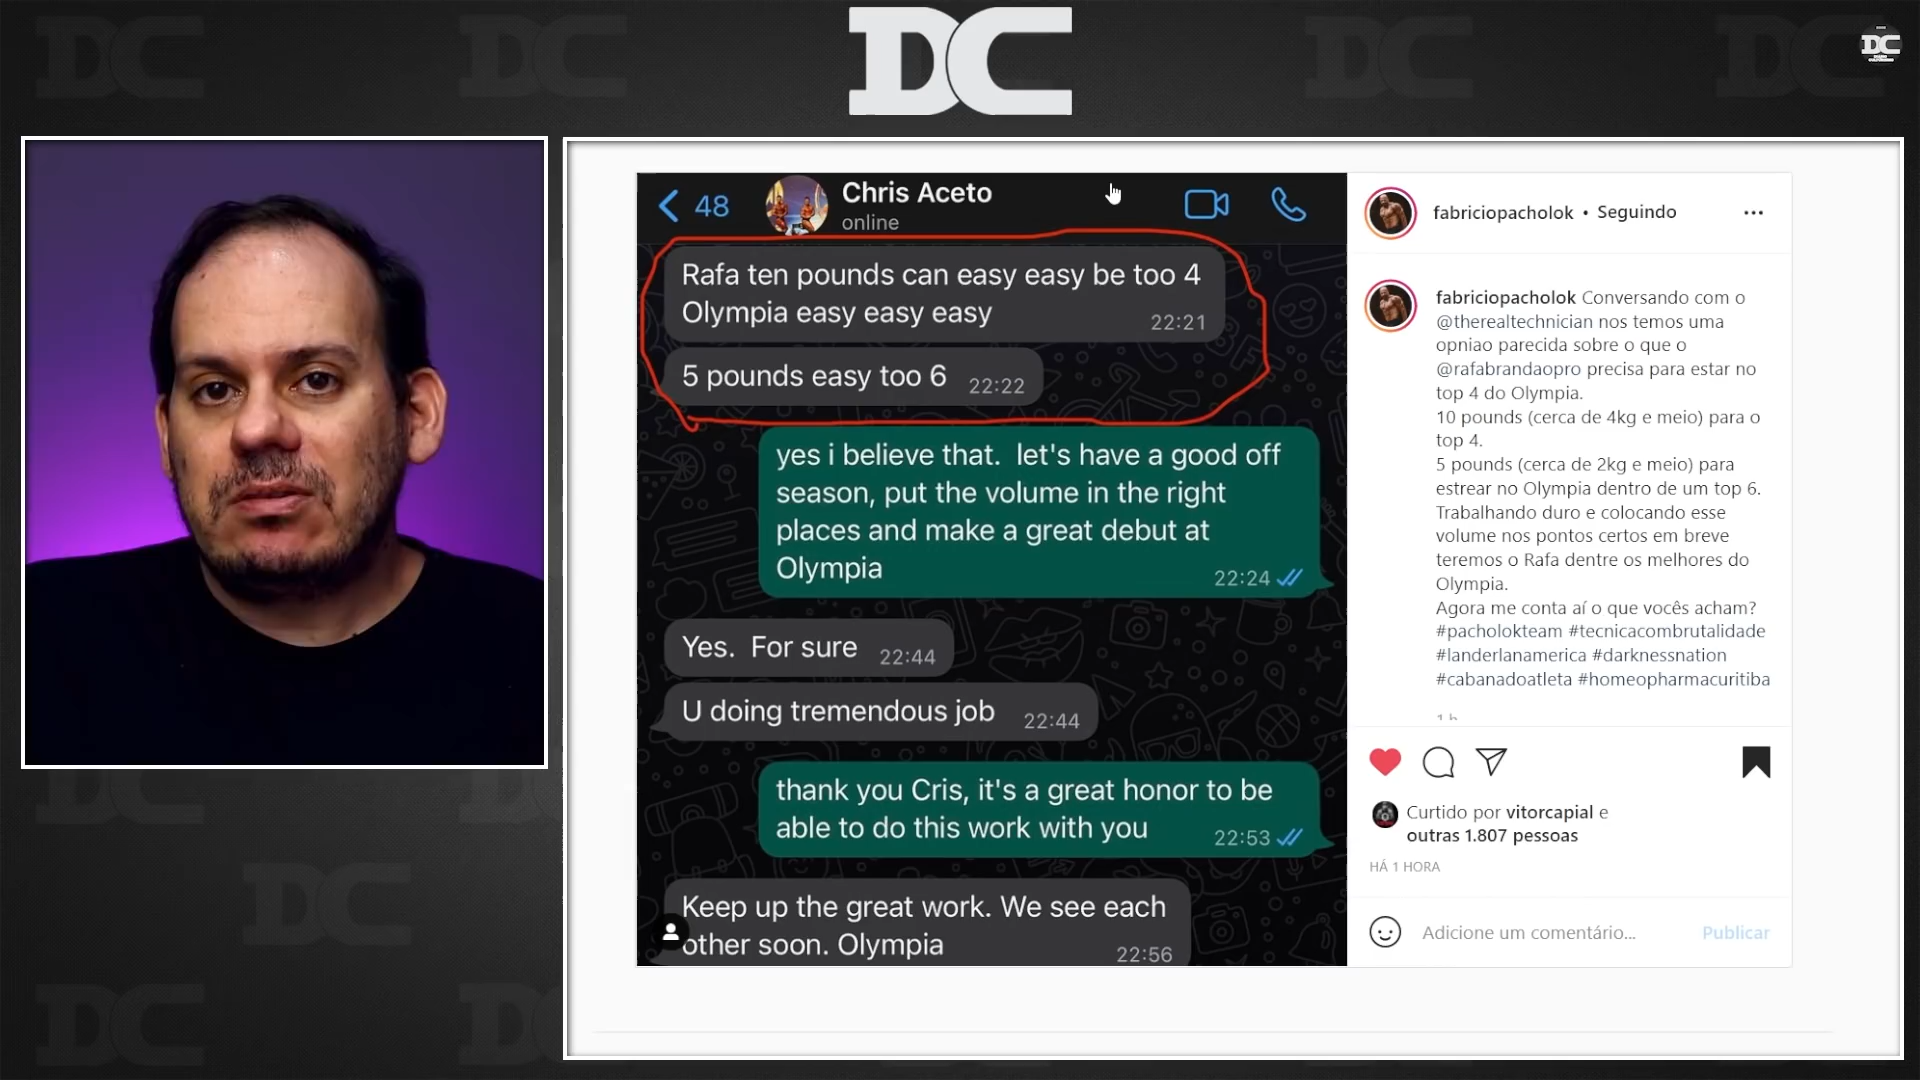 DC
DC
48
Chris Aceto
online
Rafa ten pounds can easy easy be too 4
Olympia easy easy easy
22:21
5 pounds easy too 6
22:22
yes i believe that.  let's have a good off
season, put the volume in the right
places and make a great debut at
Olympia
22:24
Yes.  For sure
22:44
U doing tremendous job
22:44
thank you Cris, it's a great honor to be
able to do this work with you
22:53
Keep up the great work. We see each
other soon. Olympia
22:56
fabriciopacholok • Seguindo
fabriciopacholok Conversando com o
@therealtechnician nos temos uma
opniao parecida sobre o que o
@rafabrandaopro precisa para estar no
top 4 do Olympia.
10 pounds (cerca de 4kg e meio) para o
top 4.
5 pounds (cerca de 2kg e meio) para
estrear no Olympia dentro de um top 6.
Trabalhando duro e colocando esse
volume nos pontos certos em breve
teremos o Rafa dentre os melhores do
Olympia.
Agora me conta aí o que vocês acham?
#pacholokteam #tecnicacombrutalidade
#landerlanamerica #darknessnation
#cabanadoatleta #homeopharmacuritiba
Curtido por vitorcapial e
outras 1.807 pessoas
HÁ 1 HORA
Adicione um comentário...
Publicar